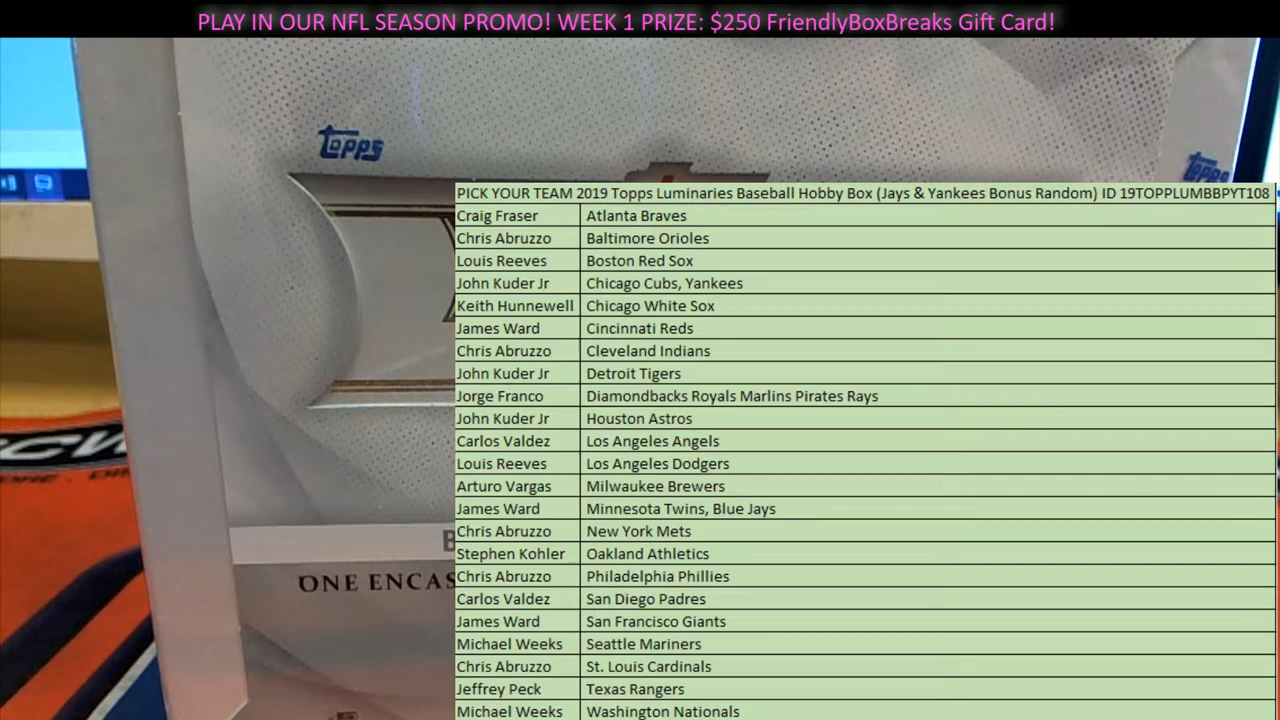 PLAY IN OUR NFL SEASON PROMO! WEEK 1 PRIZE: $250 FriendlyBoxBreaks Gift Card!
TOPPS
TOPPS
PICK YOUR TEAM 2019 Topps Luminaries Baseball Hobby Box (Jays & Yankees Bonus Random) ID 19TOPPLUMBBPYT108
Craig Fraser Atlanta Braves
Chris Abruzzo Baltimore Orioles
Louis Reeves Boston Red Sox
John Kuder Jr Chicago Cubs, Yankees
Keith Hunnewell Chicago White Sox
James Ward Cincinnati Reds
Chris Abruzzo Cleveland Indians
John Kuder Jr Detroit Tigers
Jorge Franco Diamondbacks Royals Marlins Pirates Rays
John Kuder Jr Houston Astros
Carlos Valdez Los Angeles Angels
Louis Reeves Los Angeles Dodgers
Arturo Vargas Milwaukee Brewers
James Ward Minnesota Twins, Blue Jays
Chris Abruzzo New York Mets
Stephen Kohler Oakland Athletics
Chris Abruzzo Philadelphia Phillies
Carlos Valdez San Diego Padres
James Ward San Francisco Giants
Michael Weeks Seattle Mariners
Chris Abruzzo St. Louis Cardinals
Jeffrey Peck Texas Rangers
Michael Weeks Washington Nationals
ONE ENCAS